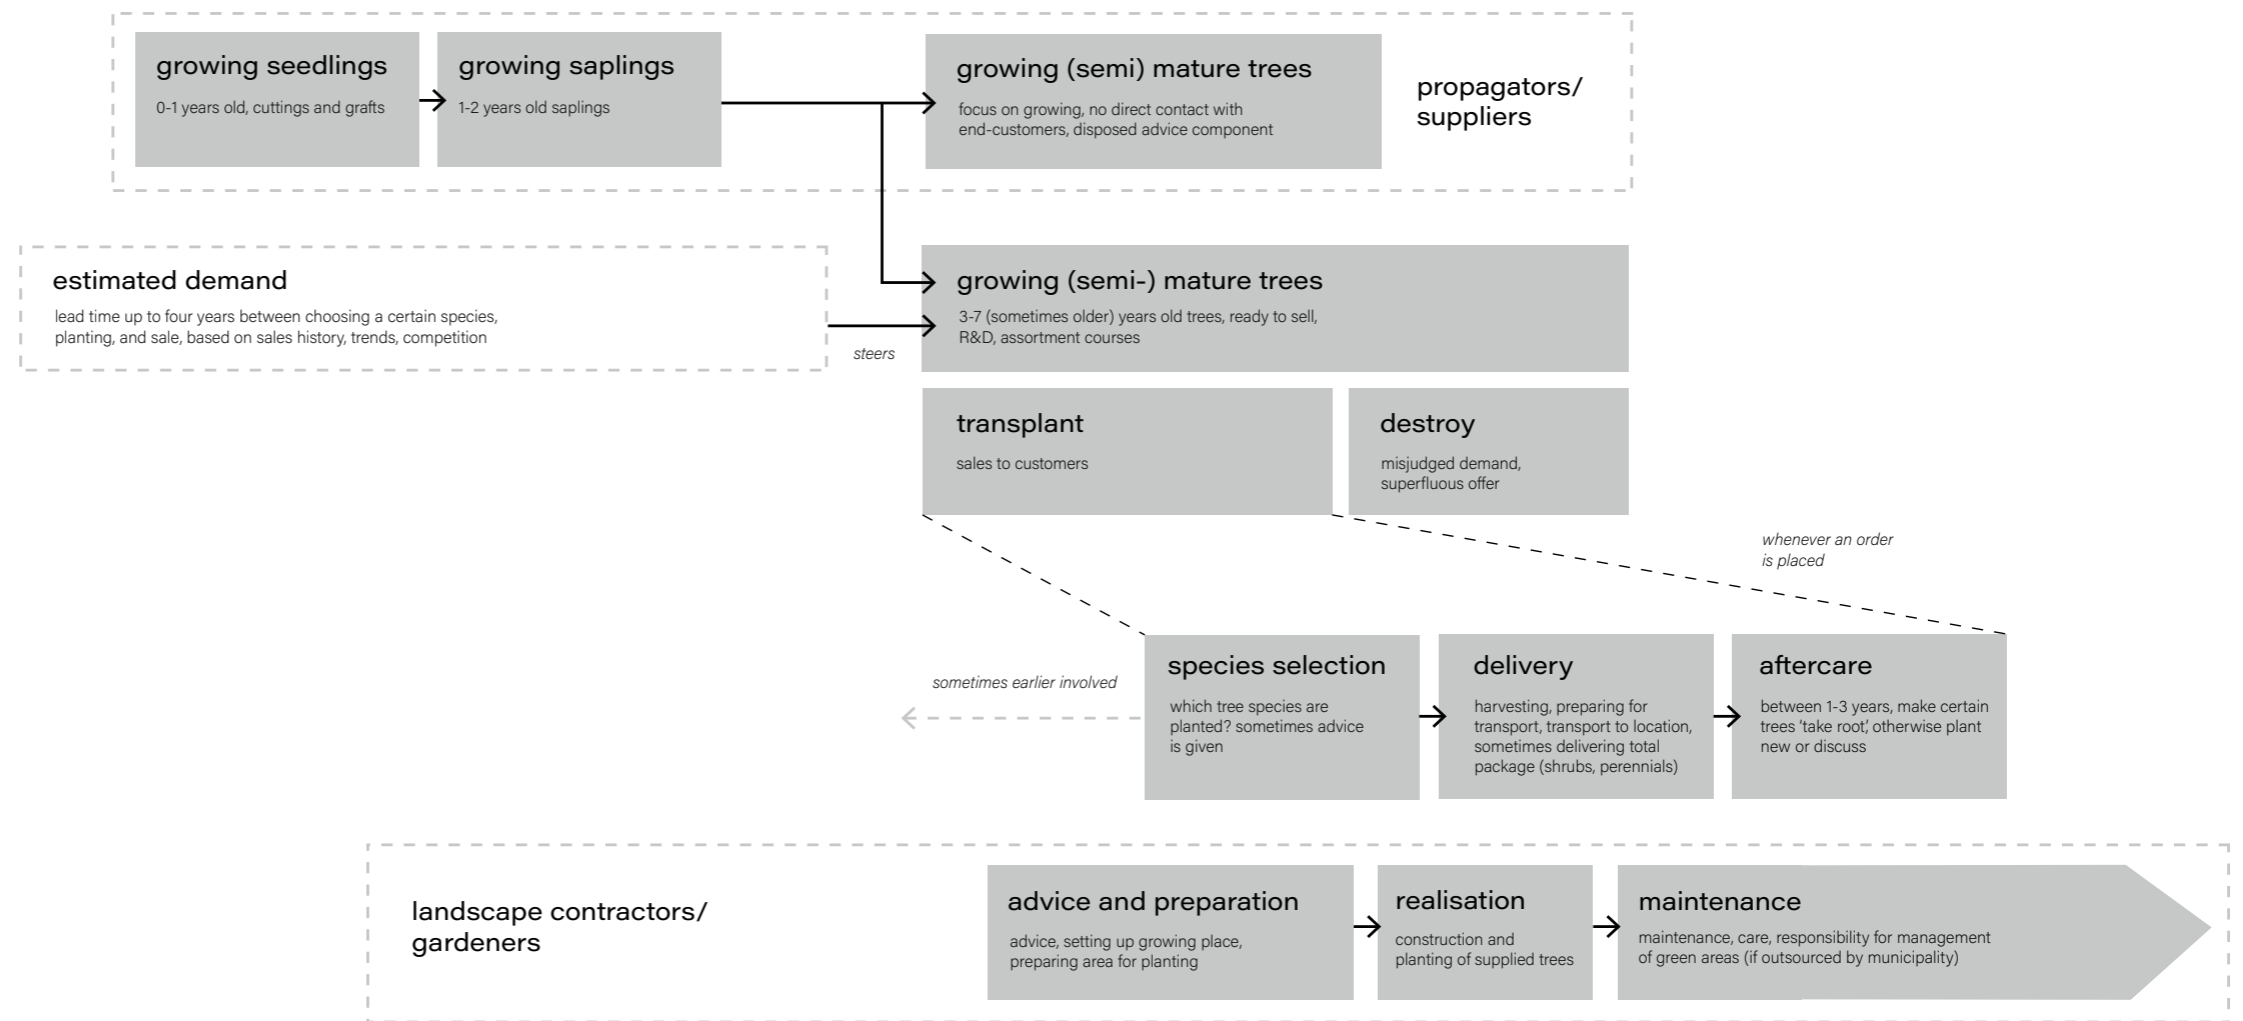 growing seedlings
0-1 years old, cuttings and grafts
growing saplings
1-2 years old saplings
growing (semi) mature trees
focus on growing, no direct contact with
end-customers, disposed advice component
propagators/
suppliers
estimated demand
lead time up to four years between choosing a certain species,
planting, and sale, based on sales history, trends, competition
steers
growing (semi-) mature trees
3-7 (sometimes older) years old trees, ready to sell,
R&D, assortment courses
transplant
sales to customers
destroy
misjudged demand,
superfluous offer
whenever an order
is placed
sometimes earlier involved
species selection
which tree species are
planted? sometimes advice
is given
delivery
harvesting, preparing for
transport, transport to location,
sometimes delivering total
package (shrubs, perennials)
aftercare
between 1-3 years, make certain
trees ‘take root’, otherwise plant
new or discuss
landscape contractors/
gardeners
advice and preparation
advice, setting up growing place,
preparing area for planting
realisation
construction and
planting of supplied trees
maintenance
maintenance, care, responsibility for management
of green areas (if outsourced by municipality)